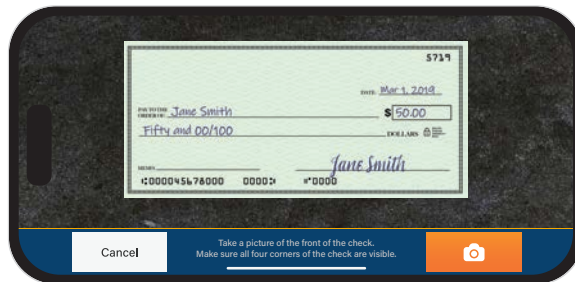 5719
DATE Mar 1, 2019
PAY TO THE
ORDER OF Jane Smith $ 50.00
Fifty and 00/100 DOLLARS
MEMO Jane Smith
⑆000045678000 0000⑆ ⑈0000
Cancel
Take a picture of the front of the check.
Make sure all four corners of the check are visible.